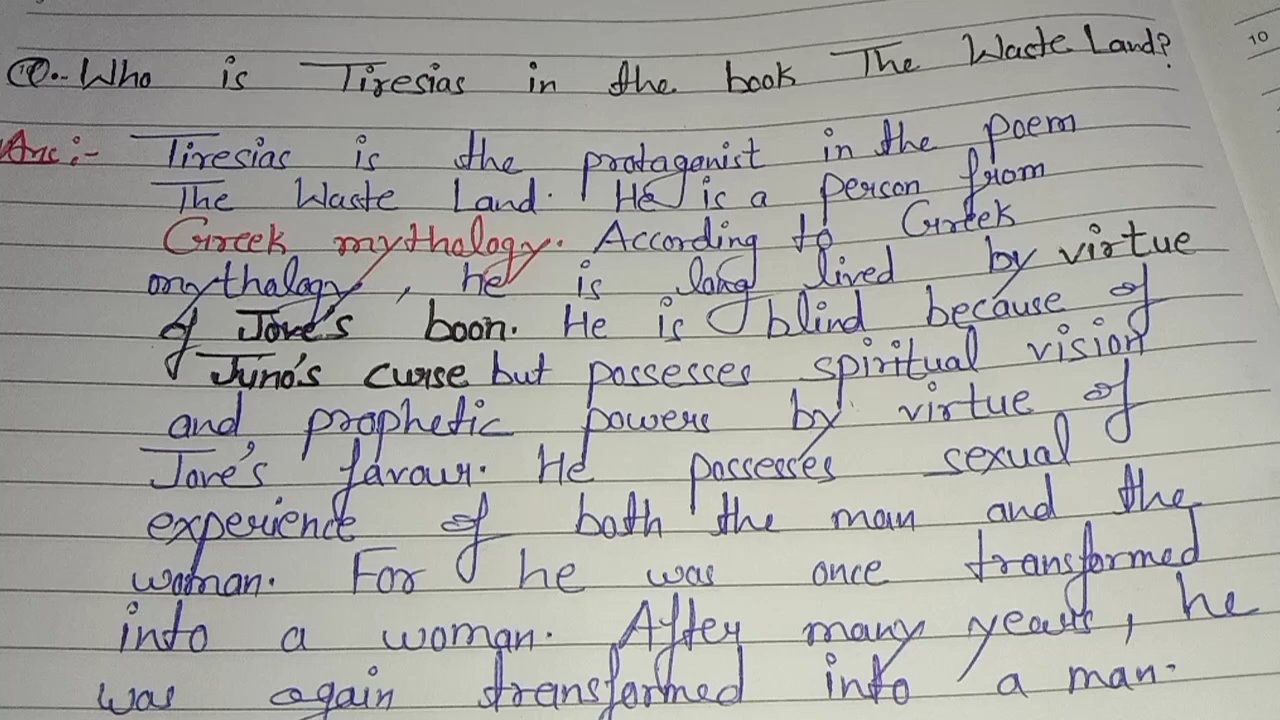 Q.. Who is Tiresias in the book The Waste Land?
10
Ans:- Tiresias is the protagonist in the poem
The Waste Land. He is a person from
Greek mythology. According to Greek
mythology, he is long lived by virtue
of Jove's boon. He is blind because of
Juno's curse but possesses spiritual vision
and prophetic powers by virtue of
Jove's favour. He possesses sexual
experience of both the man and the
woman. For he was once transformed
into a woman. After many years, he
was again transformed into a man.